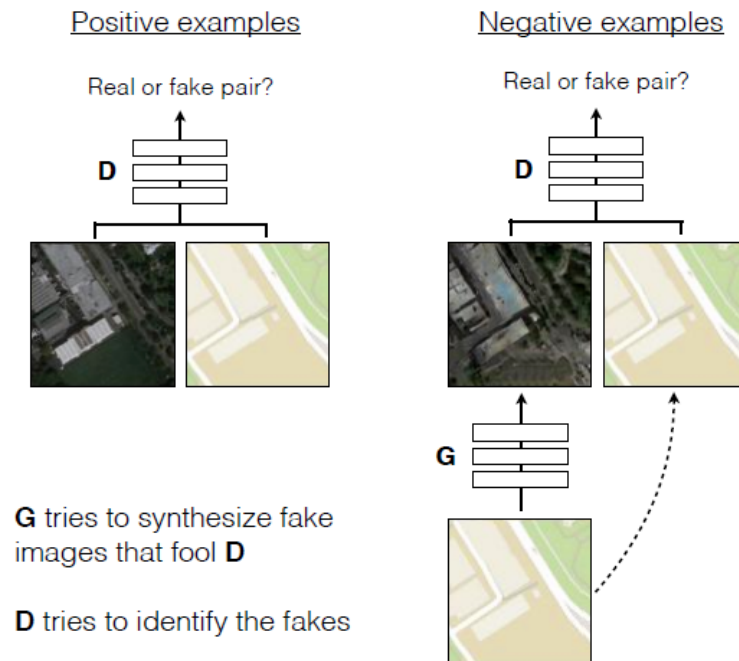 Positive examples
Real or fake pair?
D
Negative examples
Real or fake pair?
D
G
G tries to synthesize fake
images that fool D
D tries to identify the fakes